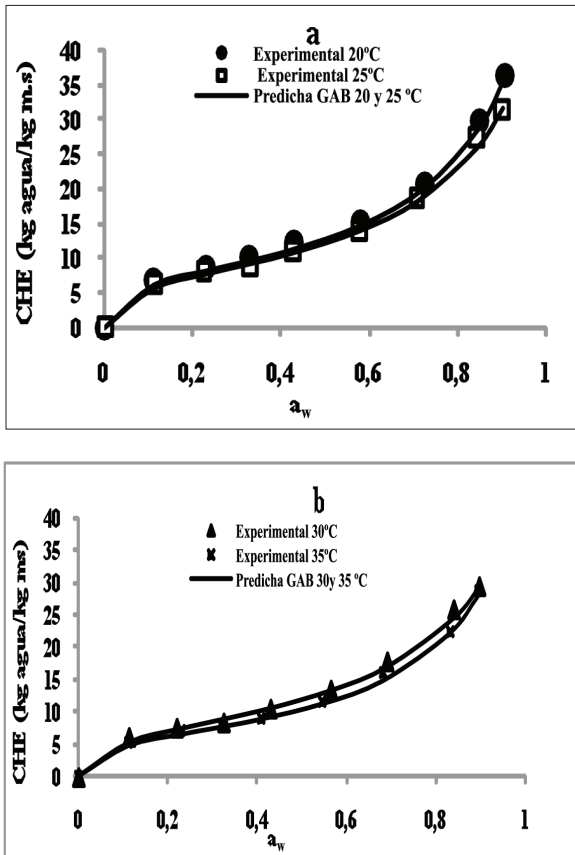 a
Experimental 20ºC
Experimental 25ºC
Predicha GAB 20 y 25 ºC
CHE (kg agua/kg m.s)
40
35
30
25
20
15
10
5
0
0 0,2 0,4 0,6 0,8 1
aw
b
Experimental 30ºC
Experimental 35ºC
Predicha GAB 30y 35 ºC
CHE (kg agua/kg ms)
40
35
30
25
20
15
10
5
0
0 0,2 0,4 0,6 0,8 1
aw